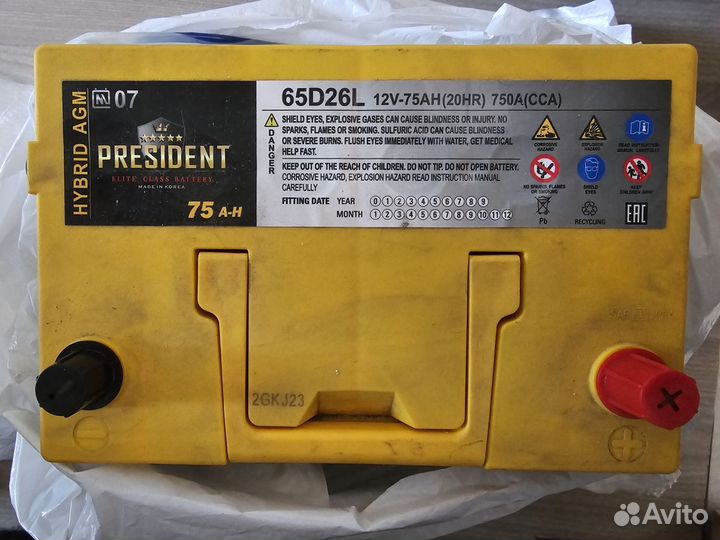 HYBRID AGM
07
PRESIDENT
ELITE CLASS BATTERY
MADE IN KOREA
75 A-H
65D26L 12V-75AH(20HR) 750A(CCA)
DANGER
SHIELD EYES, EXPLOSIVE GASES CAN CAUSE BLINDNESS OR INJURY. NO
SPARKS, FLAMES OR SMOKING. SULFURIC ACID CAN CAUSE BLINDNESS
OR SEVERE BURNS. FLUSH EYES IMMEDIATELY WITH WATER, GET MEDICAL
HELP FAST.
KEEP OUT OF THE REACH OF CHILDREN. DO NOT TIP. DO NOT OPEN BATTERY.
CORROSIVE HAZARD, EXPLOSION HAZARD READ INSTRUCTION MANUAL
CAREFULLY
FITTING DATE YEAR 0 1 2 3 4 5 6 7 8 9
MONTH 1 2 3 4 5 6 7 8 9 10 11 12
CORROSIVE
HAZARD
EXPLOSION
HAZARD
READ INSTRUCTION
MANUAL CAREFULLY
NO SPARKS, FLAMES
OR SMOKING
SHIELD
EYES
KEEP
CHILDREN AWAY
Pb
RECYCLING
EAC
2GKJ23
Avito